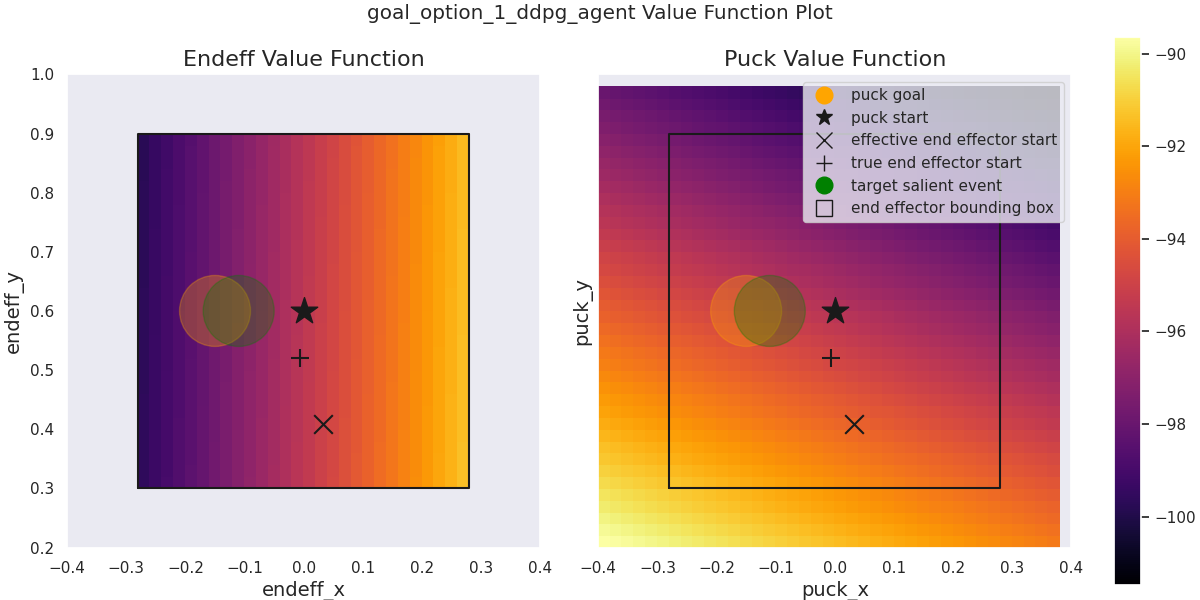 goal_option_1_ddpg_agent Value Function Plot
Endeff Value Function
1.0
0.9
0.8
0.7
0.6
0.5
0.4
0.3
0.2
endeff_y
−0.4 −0.3 −0.2 −0.1 0.0 0.1 0.2 0.3 0.4
endeff_x
Puck Value Function
puck goal
puck start
effective end effector start
true end effector start
target salient event
end effector bounding box
puck_y
−0.4 −0.3 −0.2 −0.1 0.0 0.1 0.2 0.3 0.4
puck_x
−90
−92
−94
−96
−98
−100